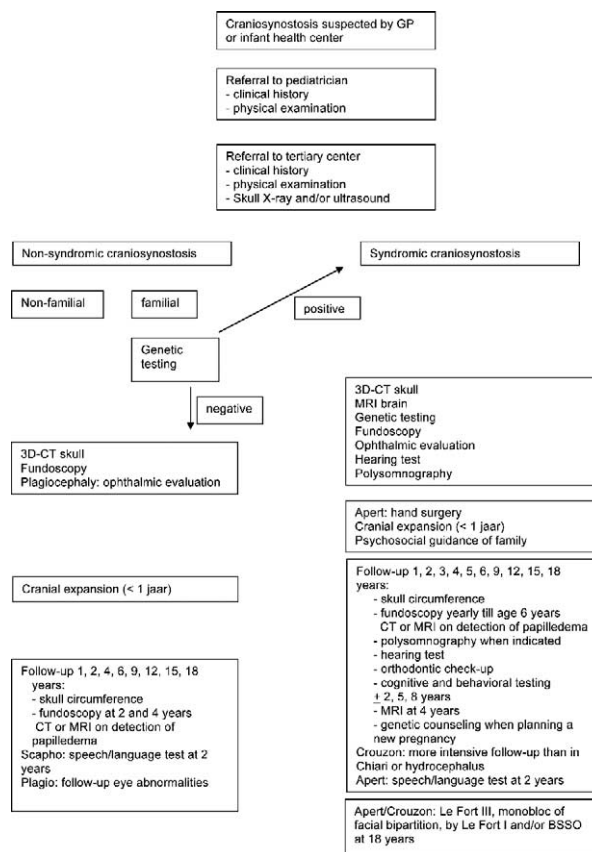 Craniosynostosis suspected by GP
or infant health center
Referral to pediatrician
- clinical history
- physical examination
Referral to tertiary center
- clinical history
- physical examination
- Skull X-ray and/or ultrasound
Non-syndromic craniosynostosis
Syndromic craniosynostosis
Non-familial
familial
positive
Genetic
testing
negative
3D-CT skull
Fundoscopy
Plagiocephaly: ophthalmic evaluation
3D-CT skull
MRI brain
Genetic testing
Fundoscopy
Ophthalmic evaluation
Hearing test
Polysomnography
Apert: hand surgery
Cranial expansion (< 1 jaar)
Psychosocial guidance of family
Cranial expansion (< 1 jaar)
Follow-up 1, 2, 4, 6, 9, 12, 15, 18
years:
- skull circumference
- fundoscopy at 2 and 4 years
CT or MRI on detection of
papilledema
Scapho: speech/language test at 2
years
Plagio: follow-up eye abnormalities
Follow-up 1, 2, 3, 4, 5, 6, 9, 12, 15, 18
years:
- skull circumference
- fundoscopy yearly till age 6 years
CT or MRI on detection of papilledema
- polysomnography when indicated
- hearing test
- orthodontic check-up
- cognitive and behavioral testing
± 2, 5, 8 years
- MRI at 4 years
- genetic counseling when planning a
new pregnancy
Crouzon: more intensive follow-up than in
Chiari or hydrocephalus
Apert: speech/language test at 2 years
Apert/Crouzon: Le Fort III, monobloc of
facial bipartition, by Le Fort I and/or BSSO
at 18 years